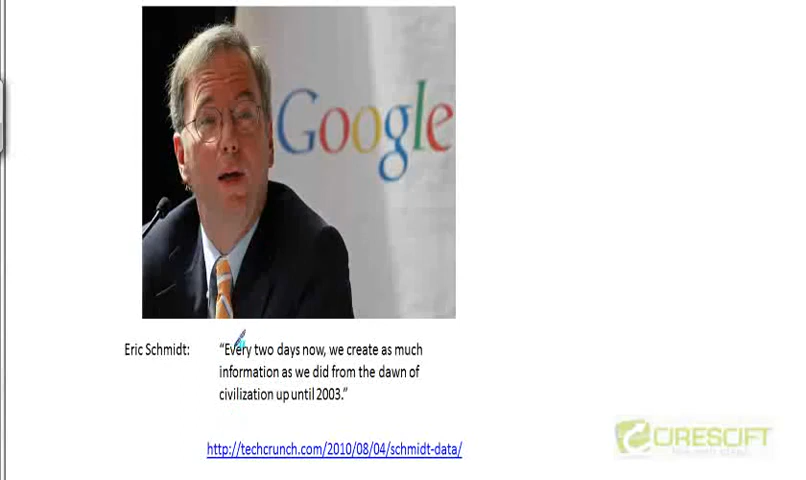 Google
Eric Schmidt: “Every two days now, we create as much
information as we did from the dawn of
civilization up until 2003.”
http://techcrunch.com/2010/08/04/schmidt-data/
CIRESCIFT